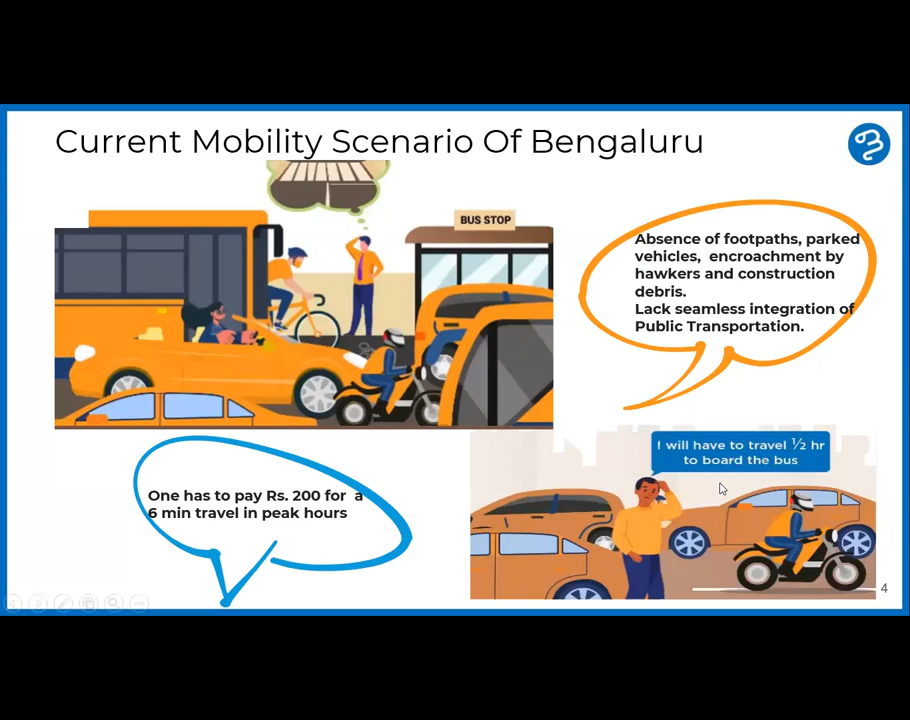 Current Mobility Scenario Of Bengaluru
BUS STOP
Absence of footpaths, parked
vehicles, encroachment by
hawkers and construction
debris.
Lack seamless integration of
Public Transportation.
I will have to travel ½ hr
to board the bus
One has to pay Rs. 200 for a
6 min travel in peak hours
4